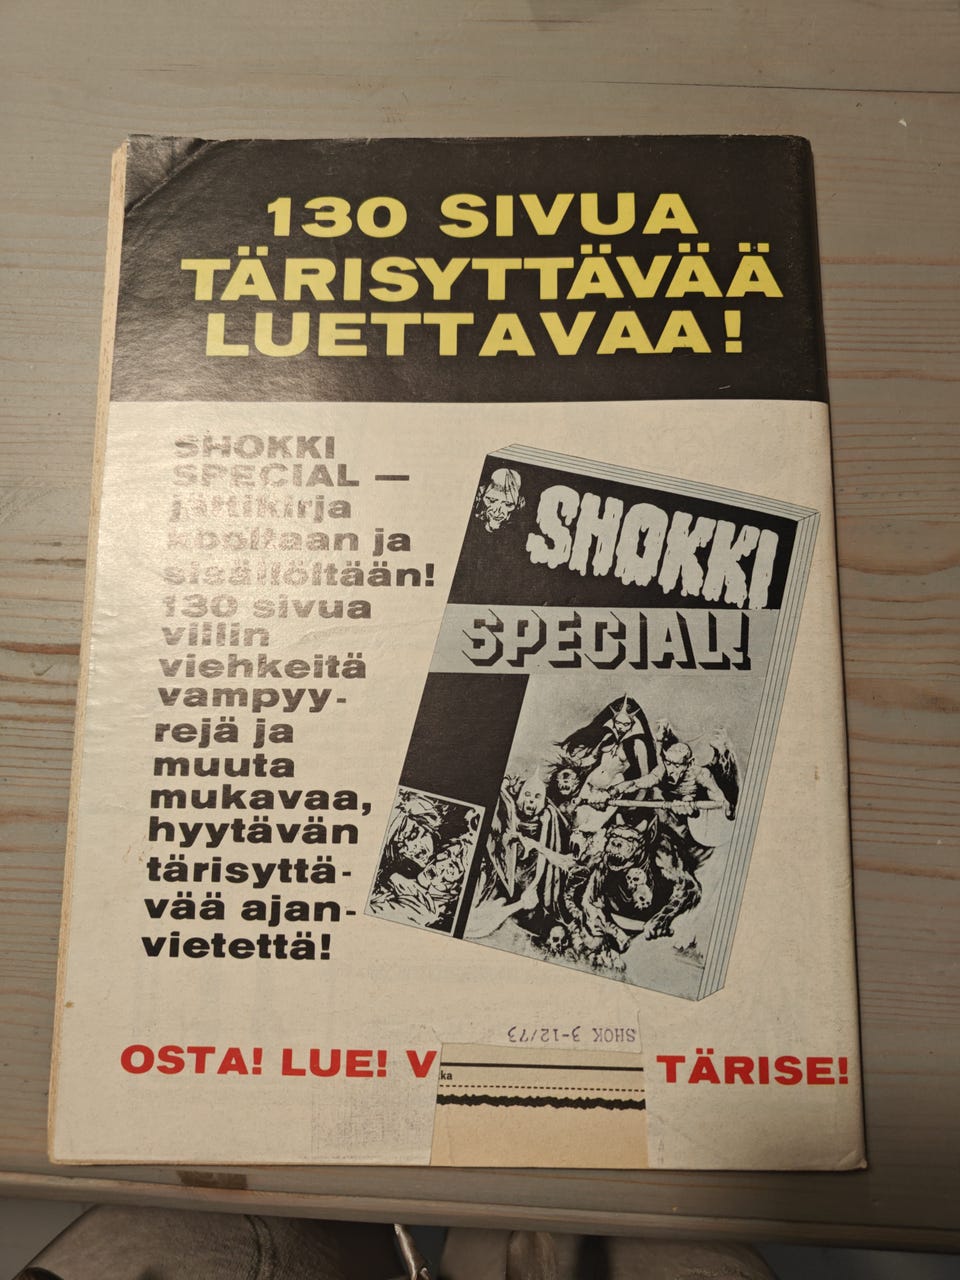 130 SIVUA
TÄRISYTTÄVÄÄ
LUETTAVAA!
SHOKKI
SPECIAL —
jättikirja
kooltaan ja
sisällöltään!
130 sivua
villin
viehkeitä
vampyy-
rejä ja
muuta
mukavaa,
hyytävän
tärisyttä-
vää ajan-
vietettä!
SHOKKI
SPECIAL!
SHOK 3-12/73
OSTA! LUE! V
ka
TÄRISE!